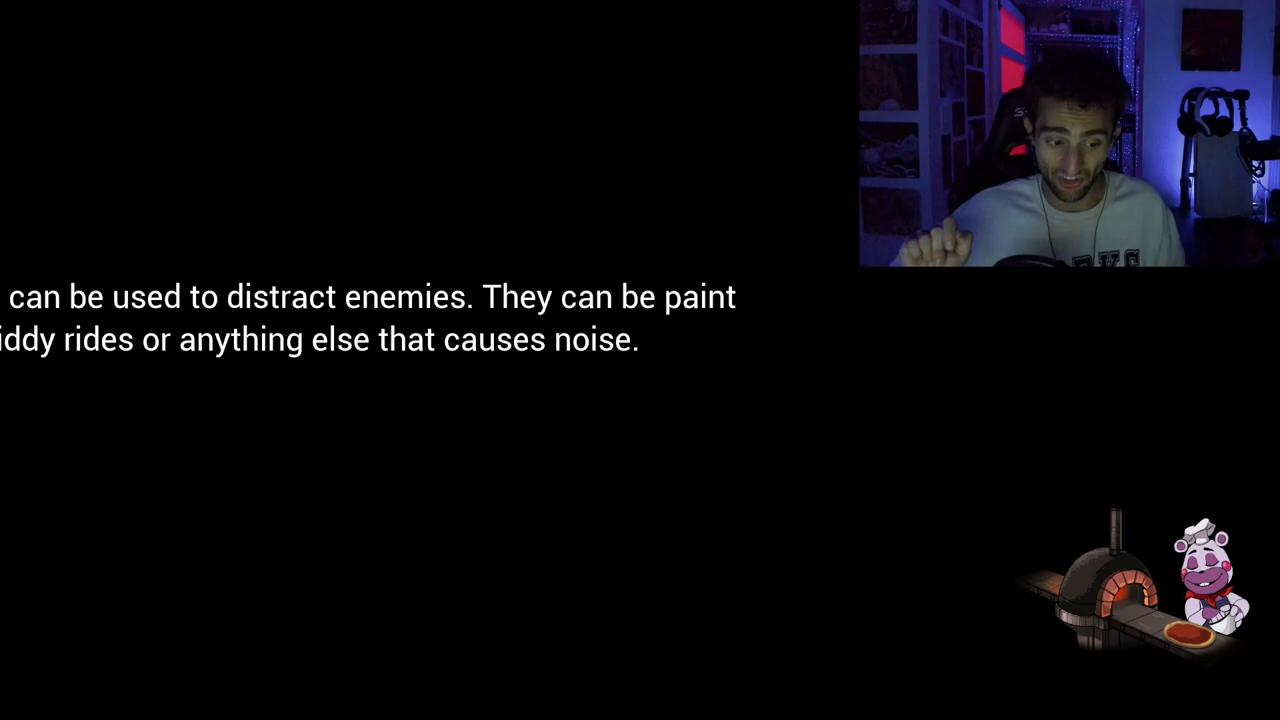 can be used to distract enemies. They can be paint
iddy rides or anything else that causes noise.